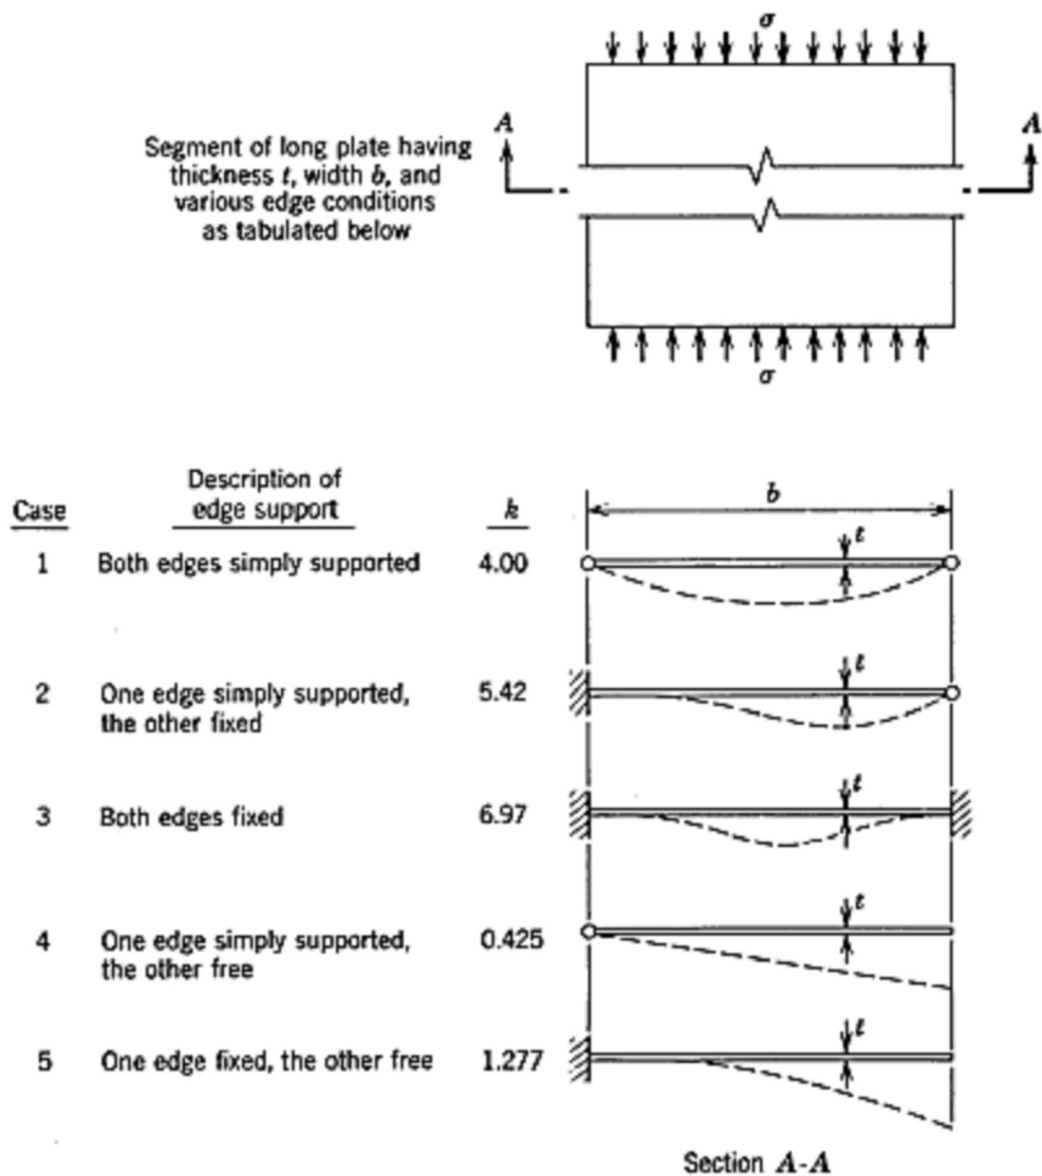 σ
A
A
Segment of long plate having
thickness t, width b, and
various edge conditions
as tabulated below
σ
Case
Description of
edge support
k
b
1
Both edges simply supported
4.00
t
2
One edge simply supported,
the other fixed
5.42
t
3
Both edges fixed
6.97
t
4
One edge simply supported,
the other free
0.425
t
5
One edge fixed, the other free
1.277
t
Section A-A